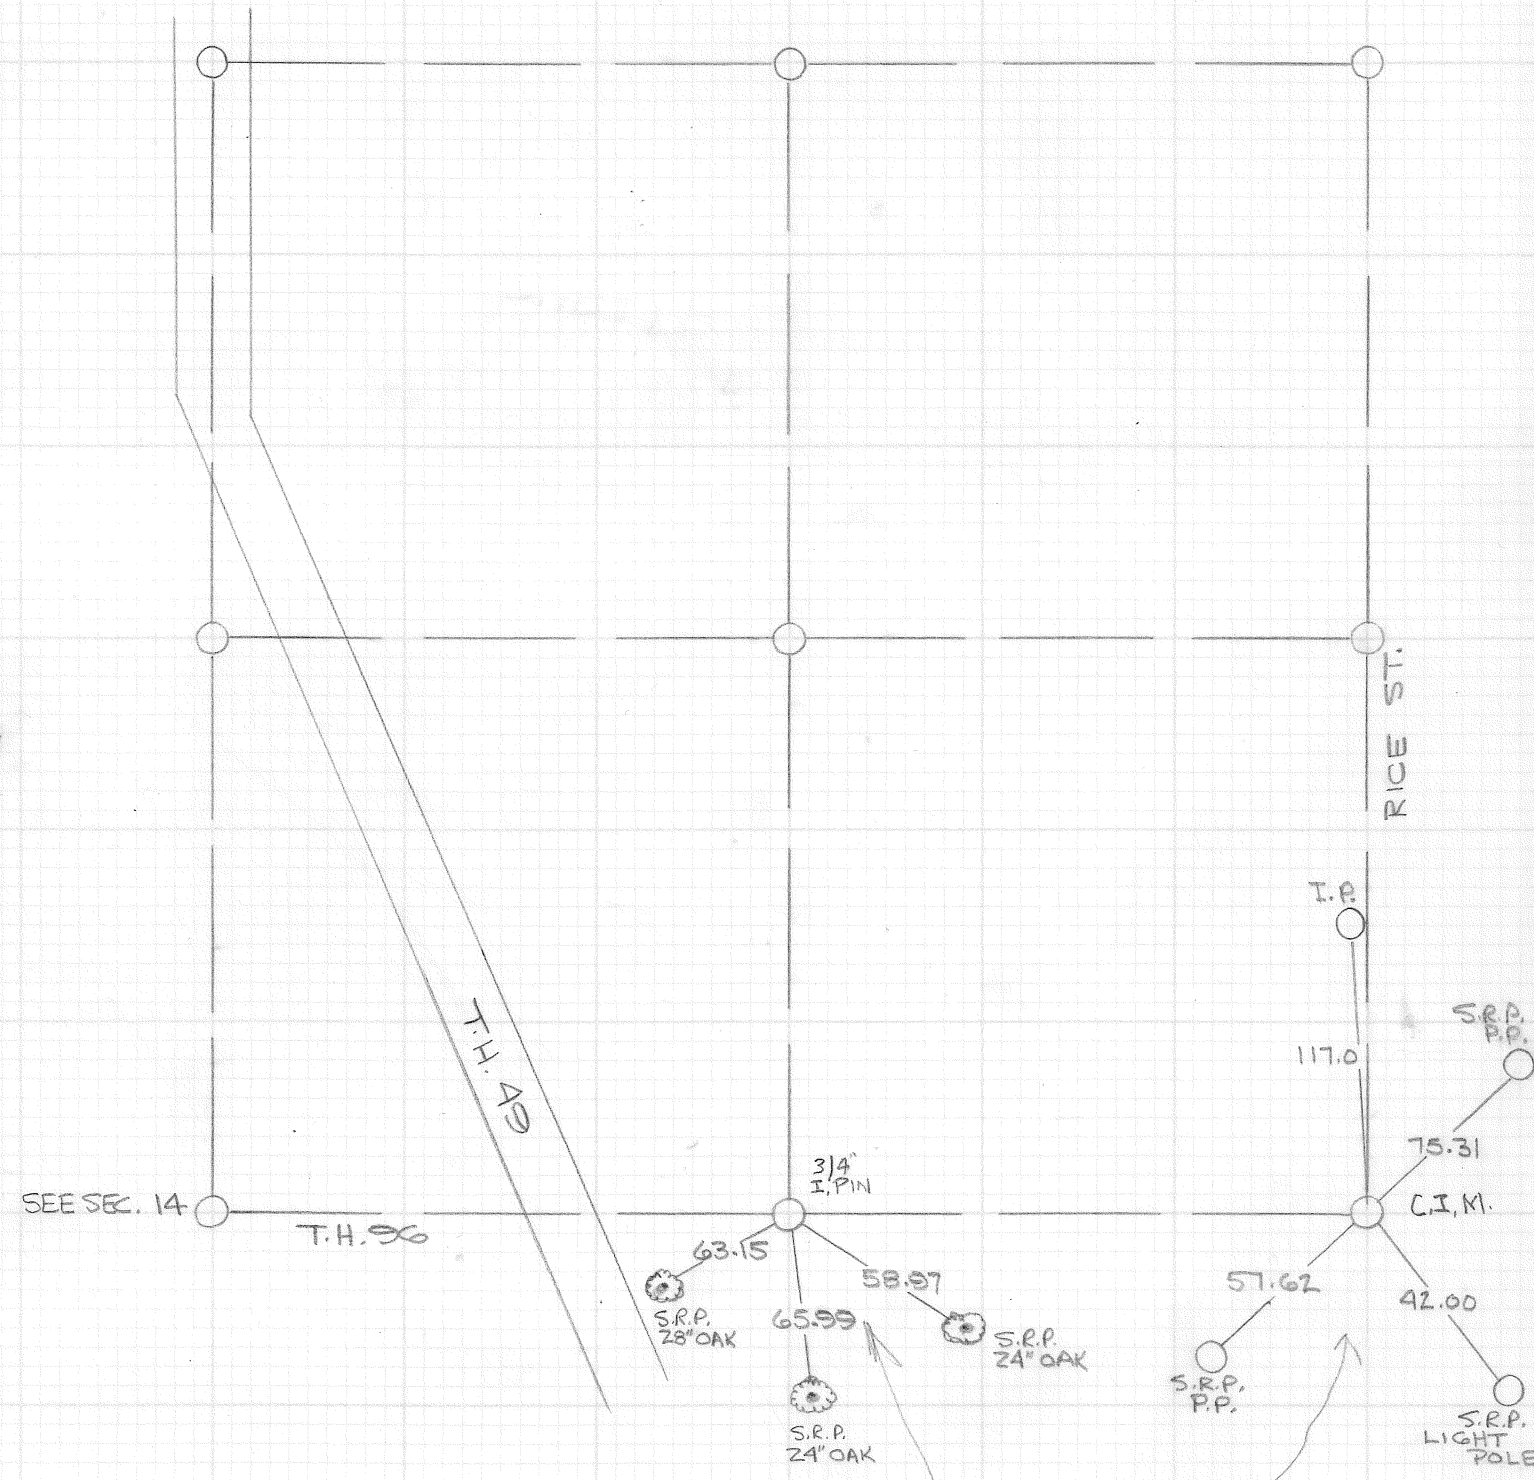 RICE ST.
I.P.
S.R.P.
P.P.
117.0
75.31
T.H. 49
3/4"
I. PIN
SEE SEC. 14
C.I.M.
T.H. 96
63.15
58.97
57.62
42.00
S.R.P.
28" OAK
65.99
S.R.P.
24" OAK
S.R.P.
P.P.
S.R.P.
24" OAK
S.R.P.
LIGHT
POLE